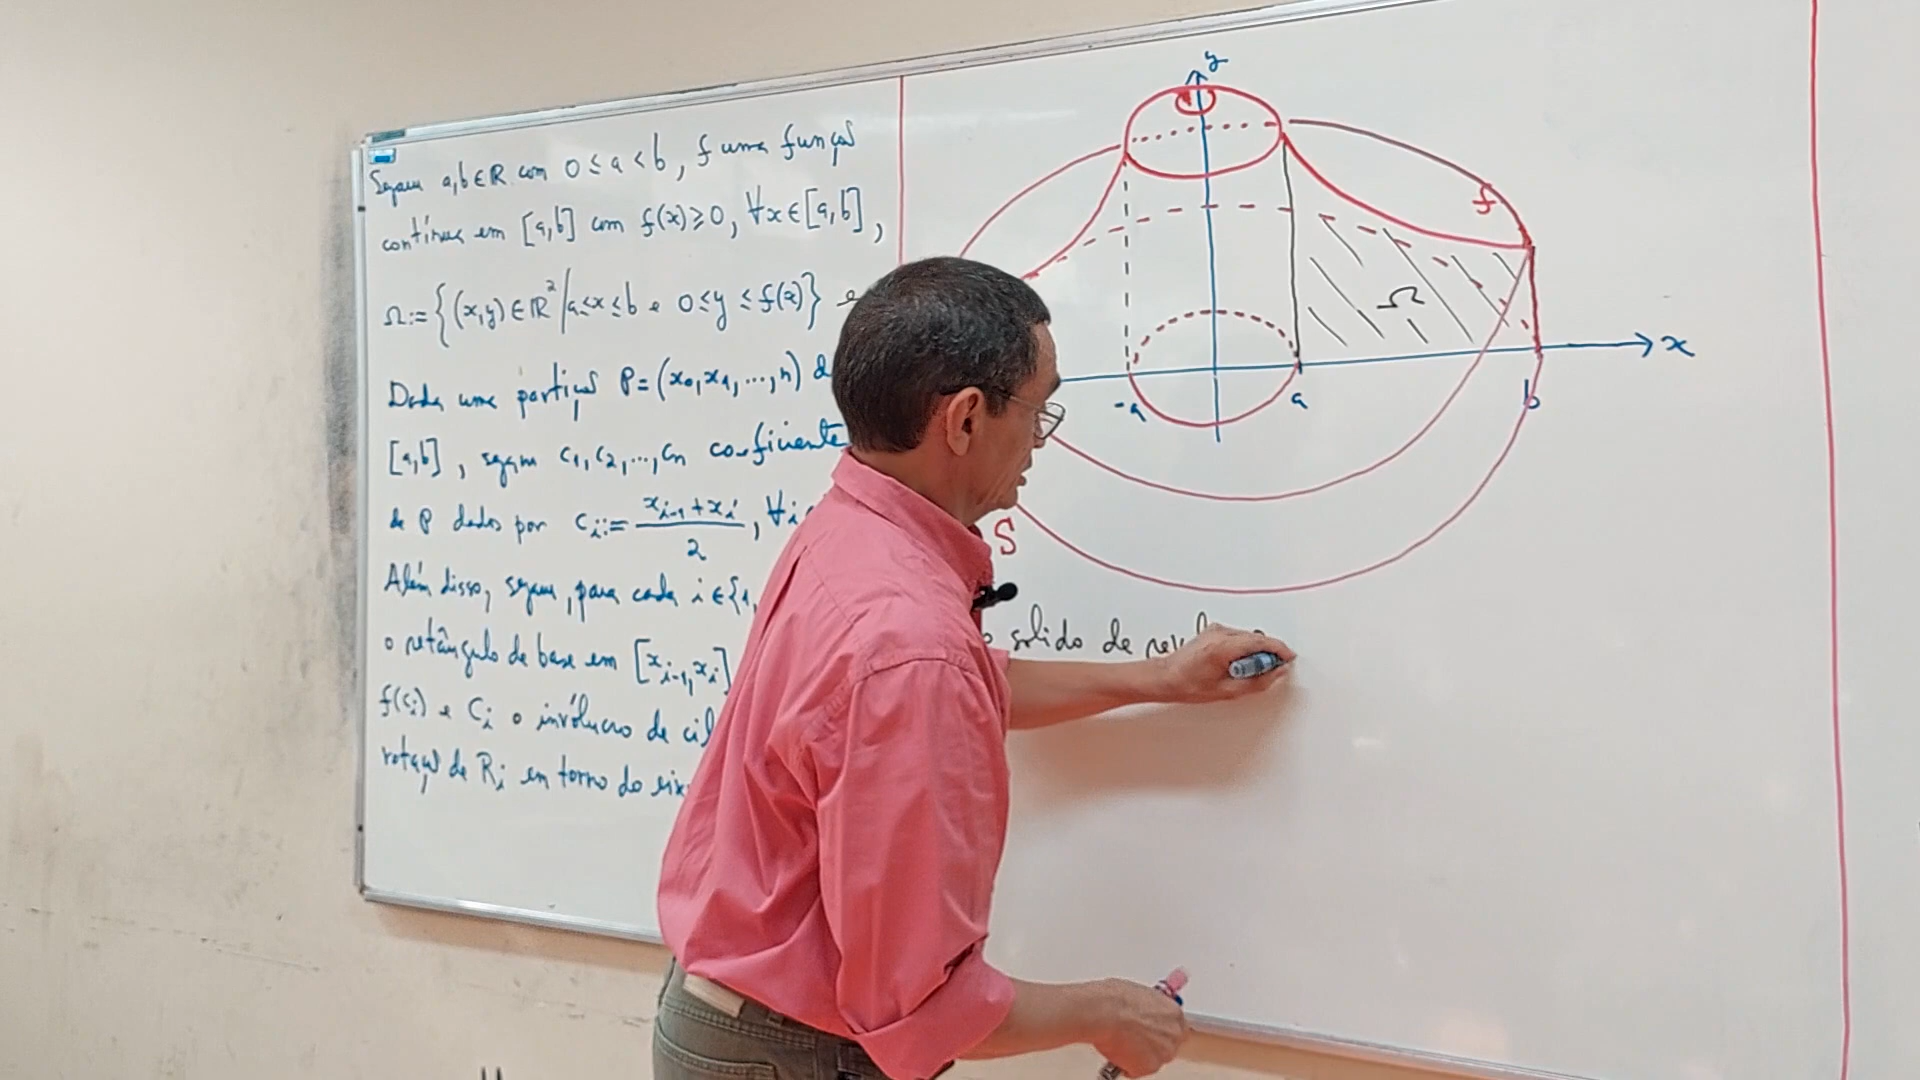 Sejam a,b∈ℝ com 0≤a<b, f uma função
contínua em [a,b] com f(x)≥0, ∀x∈[a,b],
Ω:={(x,y)∈ℝ²/a≤x≤b e 0≤y≤f(x)} e
Dada uma partição P=(x₀,x₁,...,n) d
[a,b], sejam c₁,c₂,...,cₙ coeficiente
de P dados por cᵢ:=(xᵢ₋₁+xᵢ)/2, ∀i
Além disso, sejam, para cada i∈{1,
o retângulo de base em [xᵢ₋₁,xᵢ]
f(cᵢ) e Cᵢ o invólucro de cil
rotação de Rᵢ em torno do eix
y
f
Ω
x
-a
a
b
S
o solido de rev